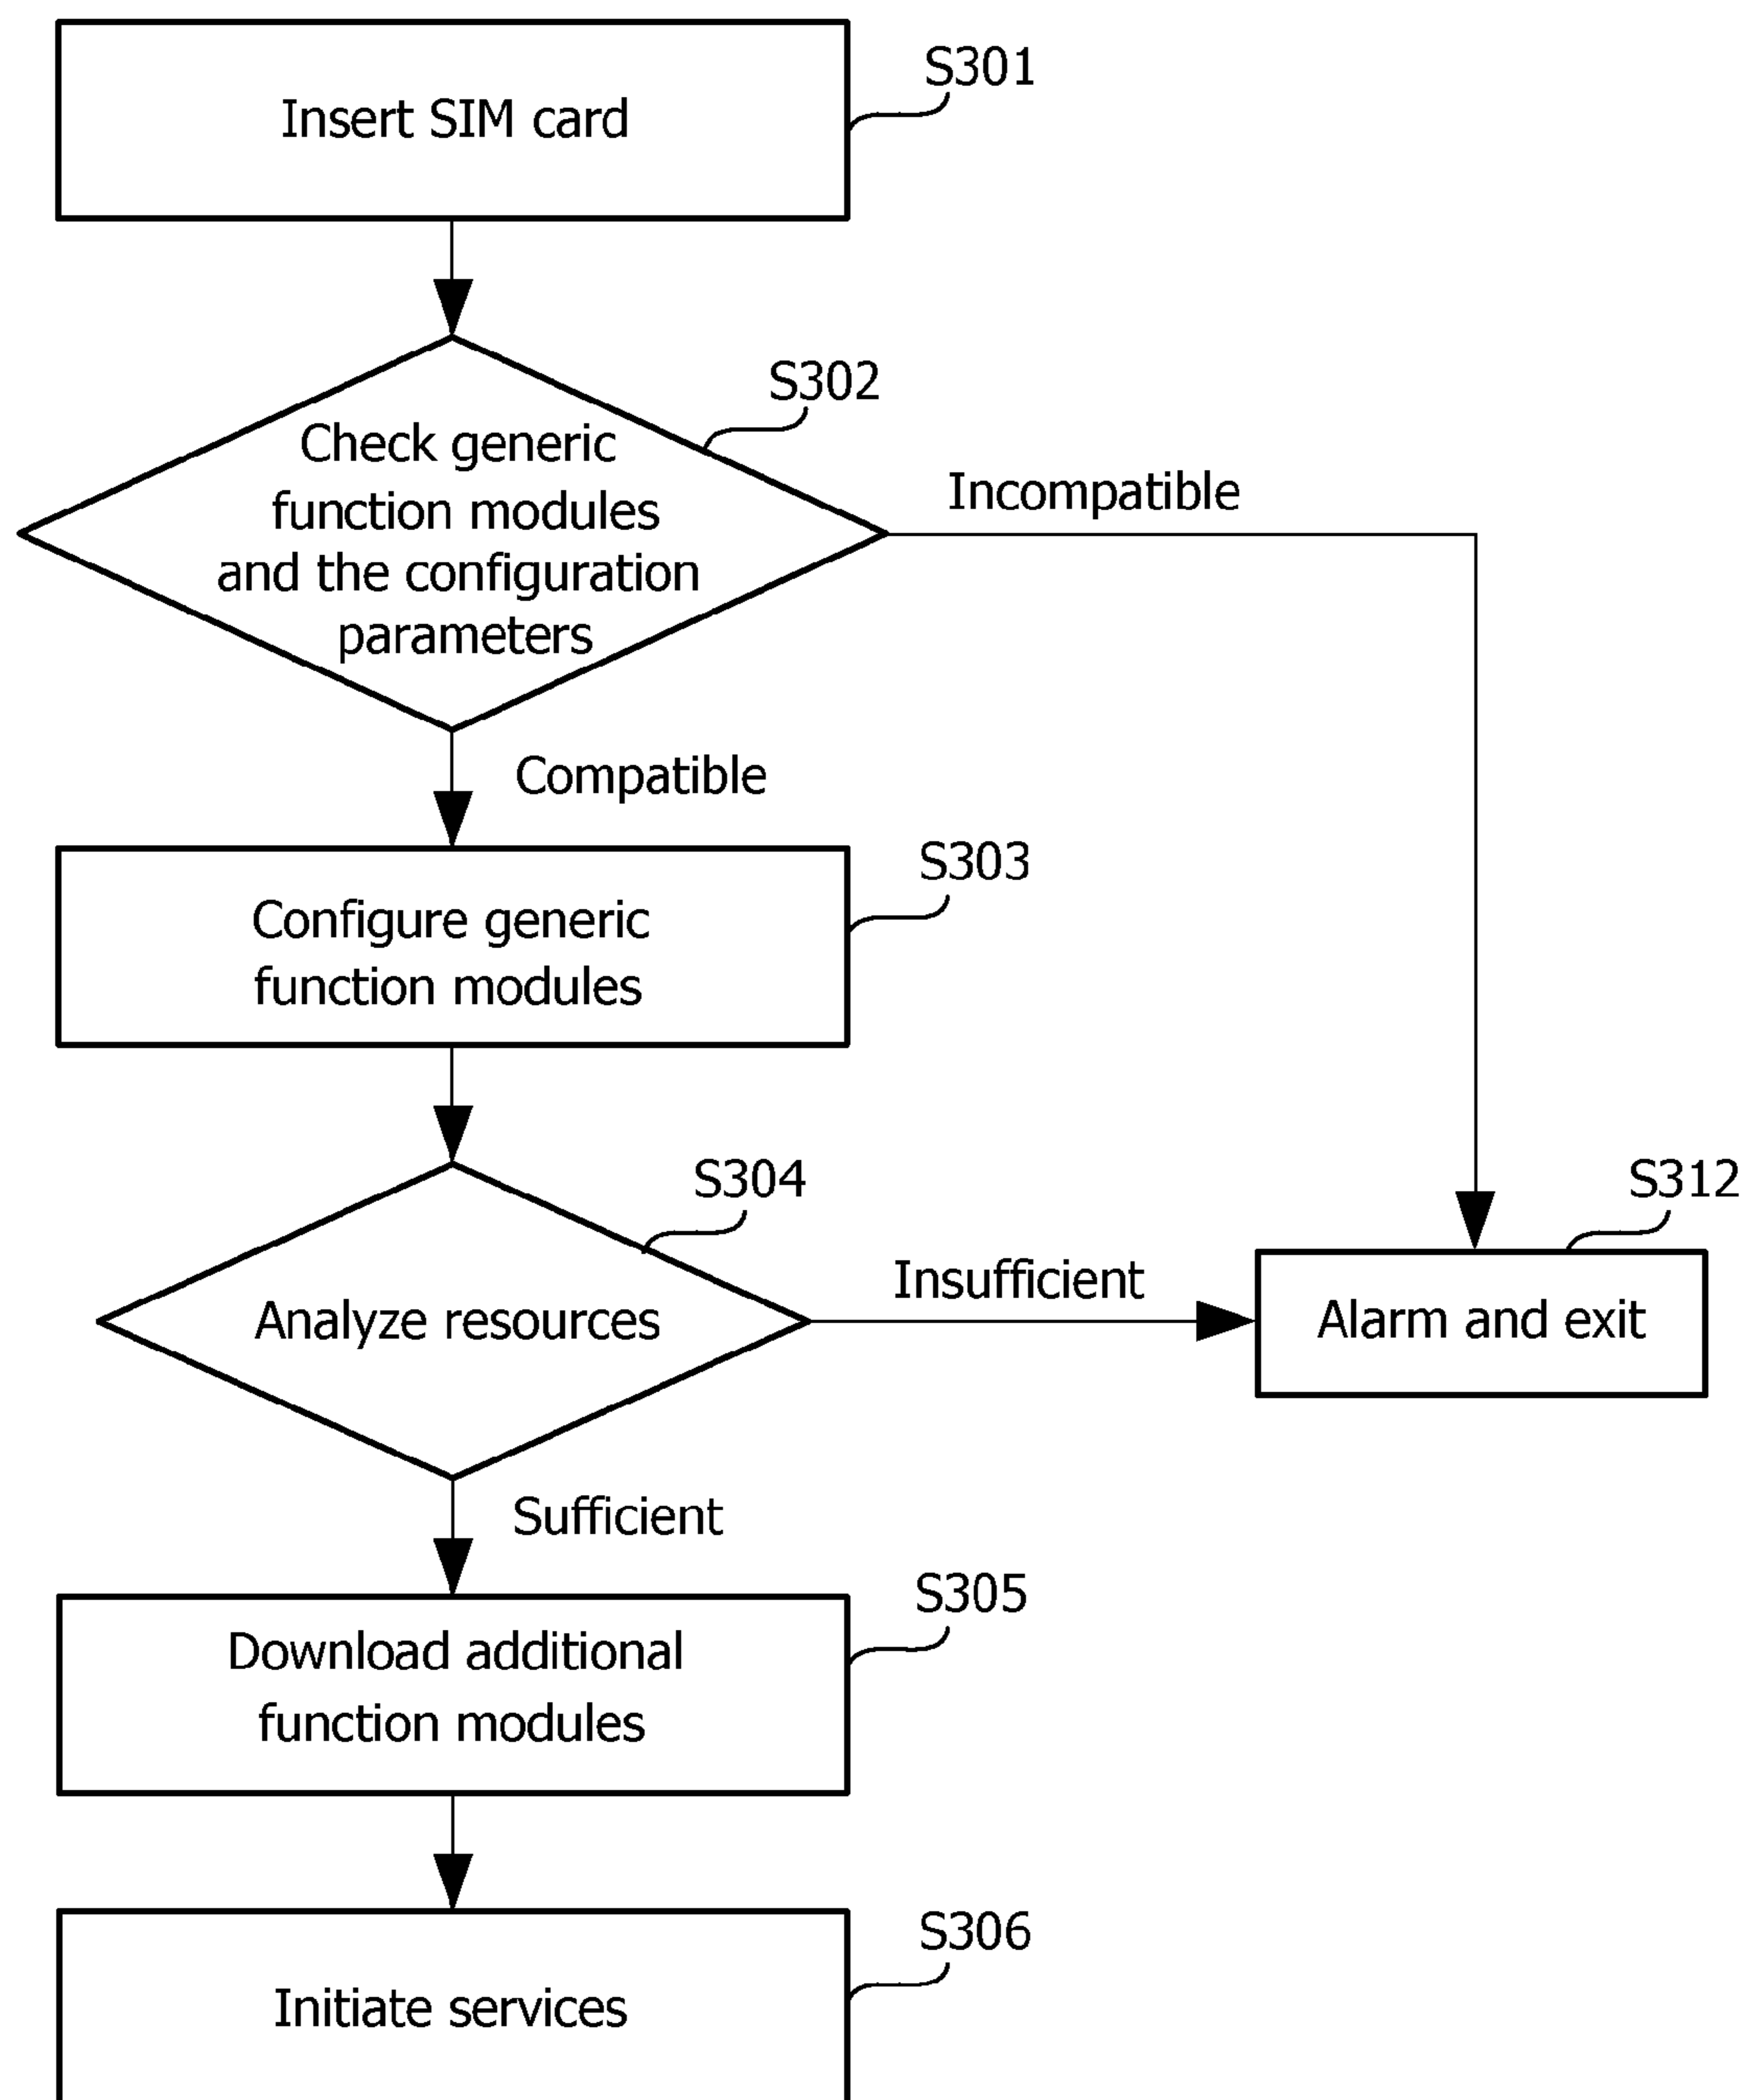 S301
Insert SIM card
S302
Check generic
function modules
and the configuration
parameters
Incompatible
Compatible
S303
Configure generic
function modules
S304
S312
Analyze resources
Insufficient
Alarm and exit
Sufficient
S305
Download additional
function modules
S306
Initiate services